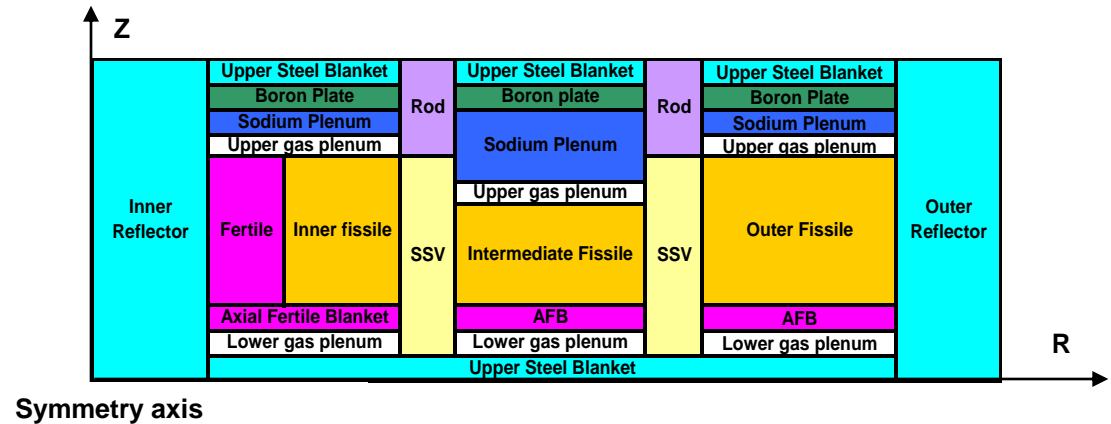 Z
Upper Steel Blanket
Upper Steel Blanket
Upper Steel Blanket
Boron Plate
Rod
Boron plate
Rod
Boron Plate
Sodium Plenum
Sodium Plenum
Upper gas plenum
Sodium Plenum
Upper gas plenum
Upper gas plenum
Inner
Reflector
Fertile
Inner fissile
SSV
Intermediate Fissile
SSV
Outer Fissile
Outer
Reflector
Axial Fertile Blanket
AFB
AFB
Lower gas plenum
Lower gas plenum
Lower gas plenum
R
Upper Steel Blanket
Symmetry axis